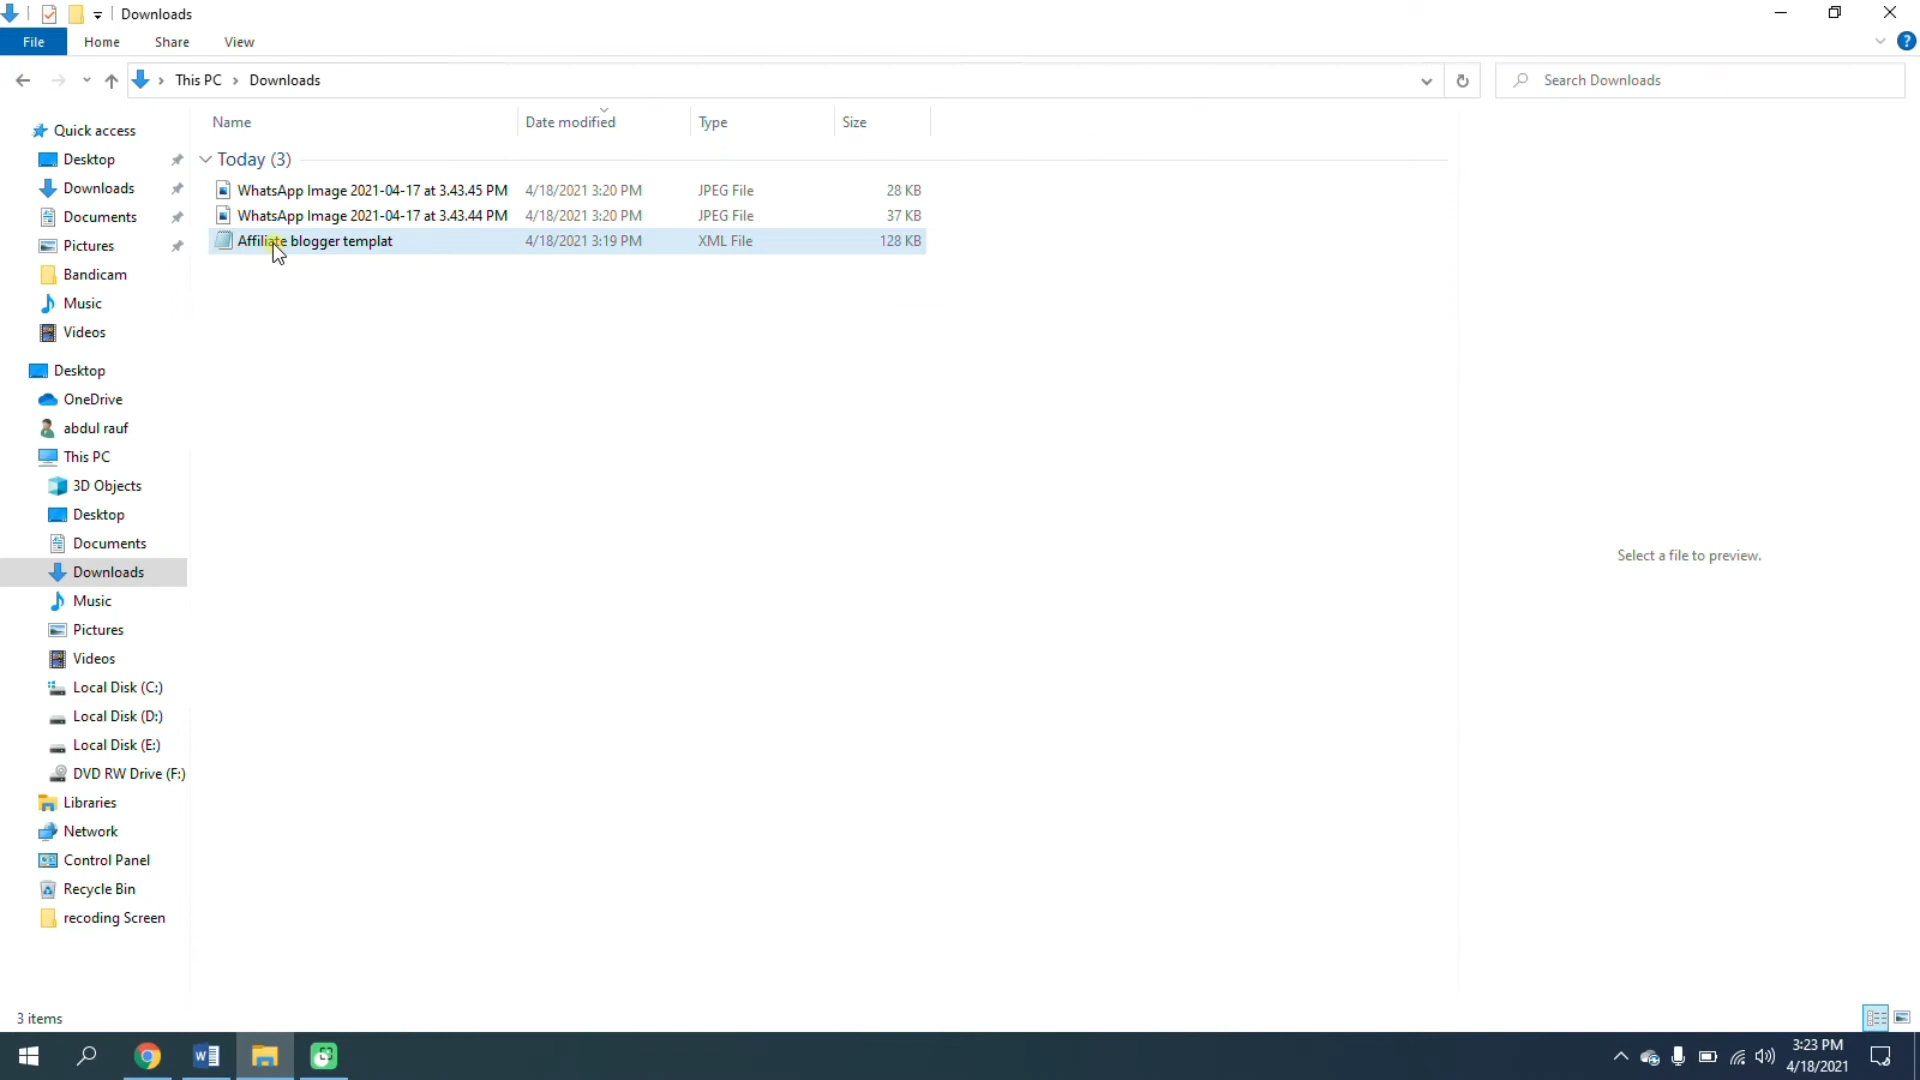 Downloads
File Home Share View
This PC Downloads Search Downloads
Name Date modified Type Size
Today (3)
WhatsApp Image 2021-04-17 at 3.43.45 PM 4/18/2021 3:20 PM JPEG File 28 KB
WhatsApp Image 2021-04-17 at 3.43.44 PM 4/18/2021 3:20 PM JPEG File 37 KB
Affiliate blogger templat 4/18/2021 3:19 PM XML File 128 KB
Quick access
Desktop
Downloads
Documents
Pictures
Bandicam
Music
Videos
Desktop
OneDrive
abdul rauf
This PC
3D Objects
Desktop
Documents
Downloads
Music
Pictures
Videos
Local Disk (C:)
Local Disk (D:)
Local Disk (E:)
DVD RW Drive (F:)
Libraries
Network
Control Panel
Recycle Bin
recoding Screen
Select a file to preview.
3 items
3:23 PM
4/18/2021